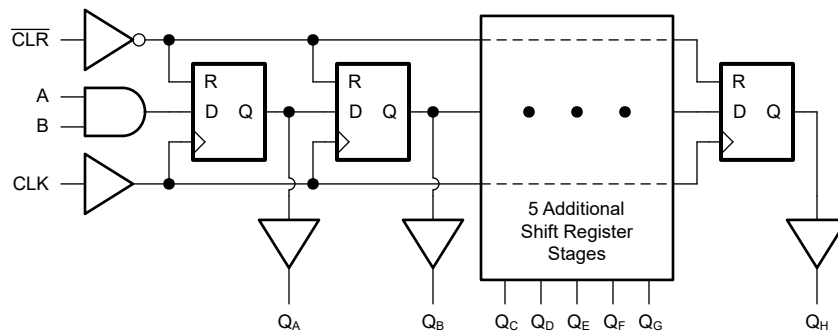 CLR
R
R
R
A
B
D
Q
D
Q
D
Q
CLK
5 Additional
Shift Register
Stages
QA
QB
QC
QD
QE
QF
QG
QH